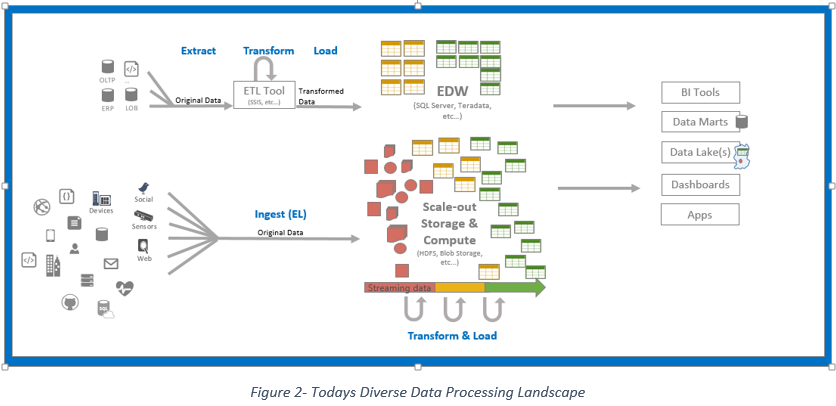 Extract Transform Load
OLTP
...
ERP LOB
Original Data
ETL Tool
(SSIS, etc...)
Transformed
Data
EDW
(SQL Server, Teradata,
etc...)
BI Tools
Data Marts
Data Lake(s)
Dashboards
Apps
Social
Devices
Sensors
Web
SQL
Ingest (EL)
Original Data
Scale-out
Storage &
Compute
(HDFS, Blob Storage,
etc...)
Streaming data
Transform & Load
Figure 2- Todays Diverse Data Processing Landscape